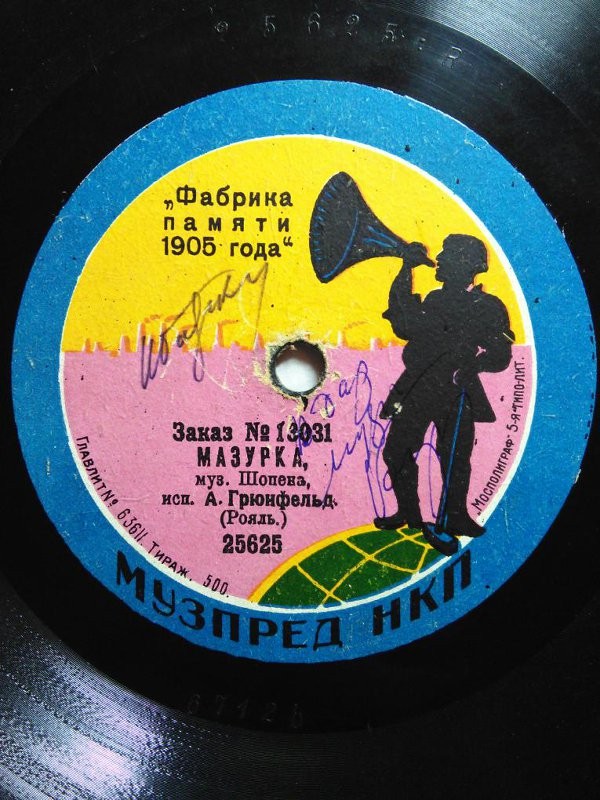 25625-R
„Фабрика
памяти
1905 года“
Заказ № 13031
МАЗУРКА,
муз. Шопена,
исп. А. Грюнфельд.
(Рояль.)
25625
Главлит № 63611. Тираж. 500.
„Мосполиграф" 5-я типо-лит.
МУЗПРЕД НКП